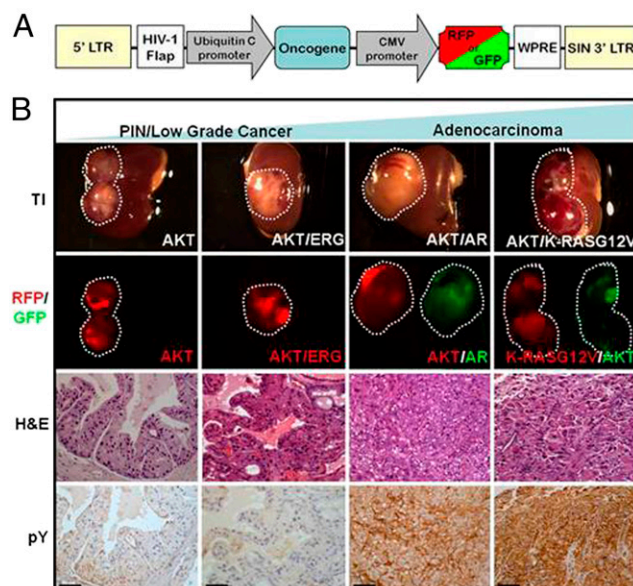 A
5' LTR
HIV-1 Flap
Ubiquitin C promoter
Oncogene
CMV promoter
RFP or GFP
WPRE
SIN 3' LTR
B
PIN/Low Grade Cancer
Adenocarcinoma
TI
AKT
AKT/ERG
AKT/AR
AKT/K-RASG12V
RFP/
GFP
AKT
AKT/ERG
AKT/AR
K-RASG12V/AKT
H&E
pY